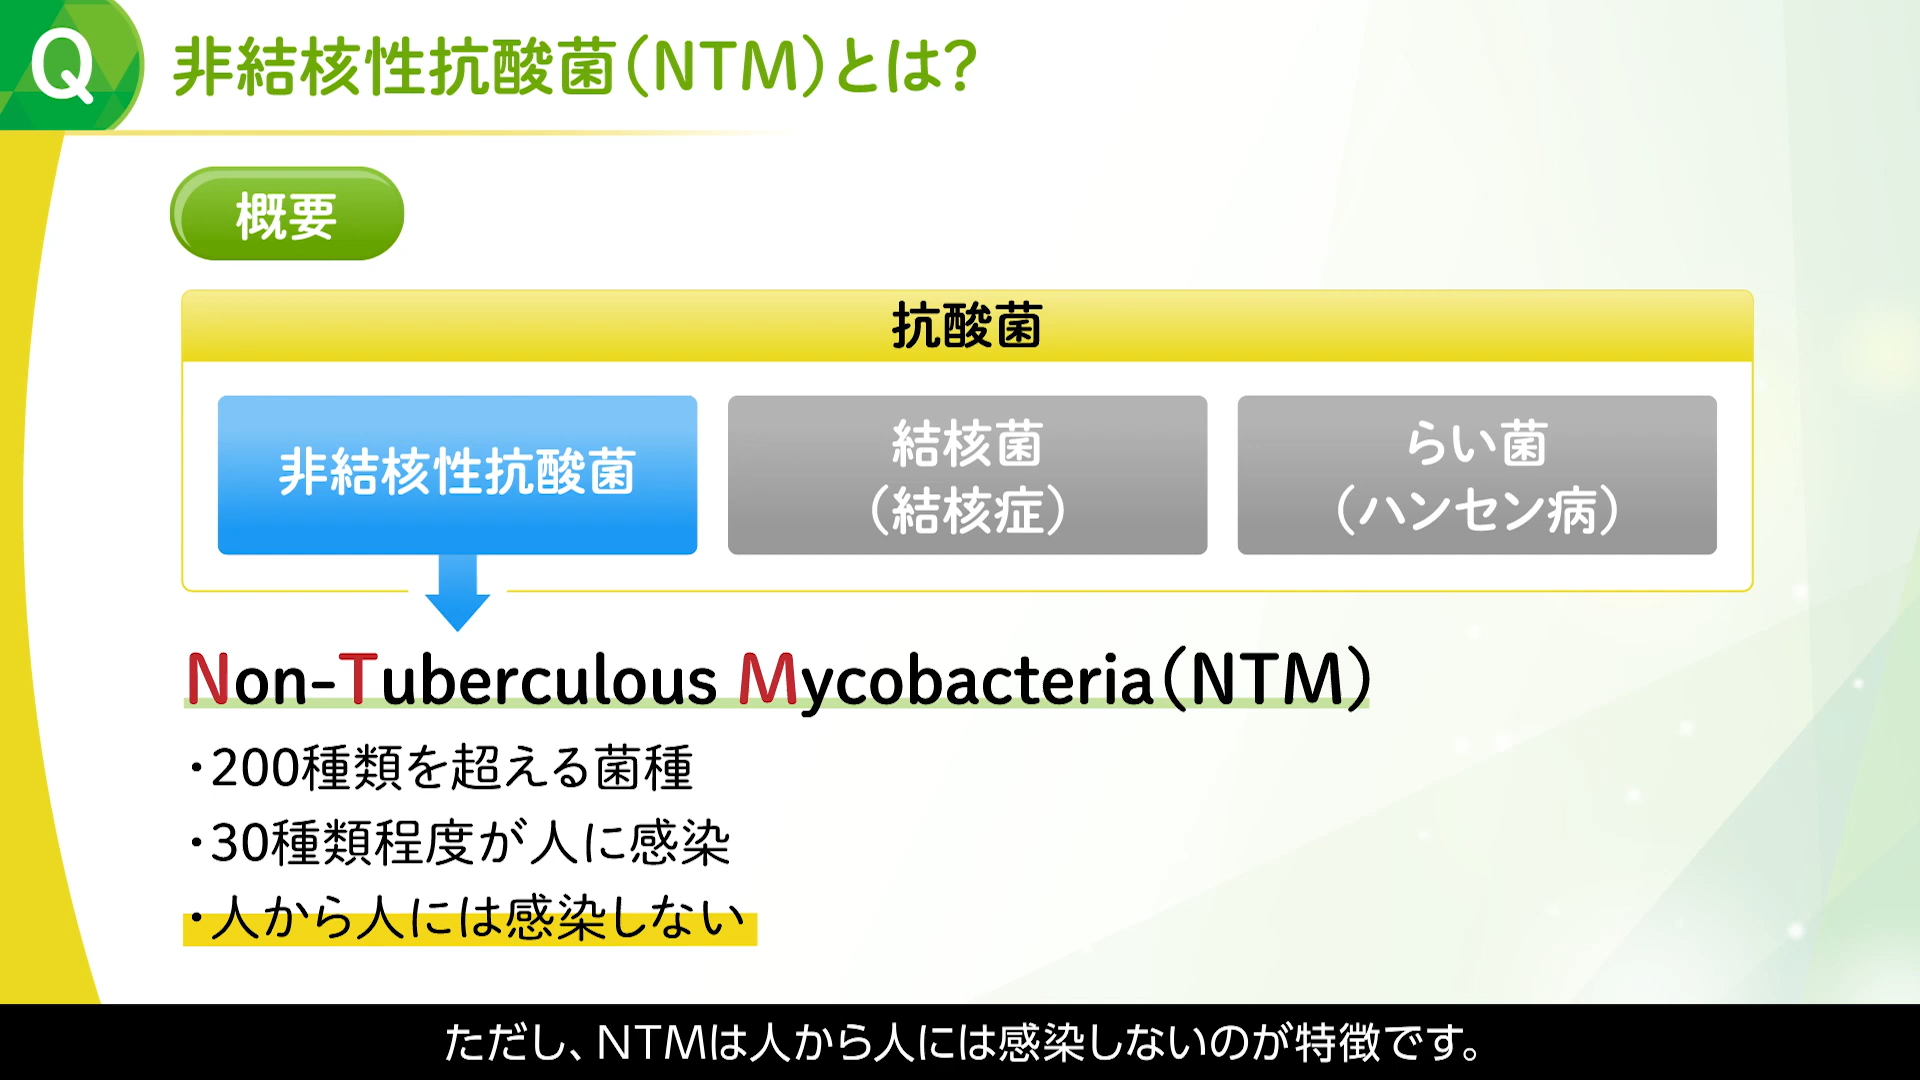 Q
非結核性抗酸菌(NTM)とは?
概要
抗酸菌
非結核性抗酸菌
結核菌
(結核症)
らい菌
(ハンセン病)
Non-Tuberculous Mycobacteria(NTM)
・200種類を超える菌種
・30種類程度が人に感染
・人から人には感染しない
ただし、NTMは人から人には感染しないのが特徴です。